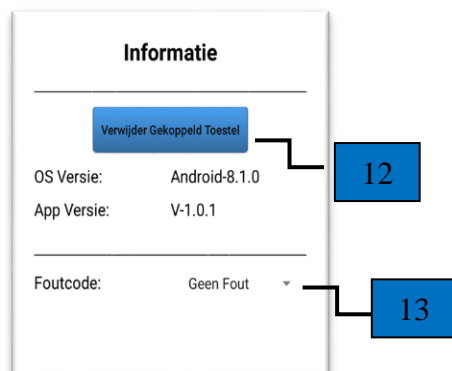 Informatie
Verwijder Gekoppeld Toestel
12
OS Versie: Android-8.1.0
App Versie: V-1.0.1
Foutcode: Geen Fout
13